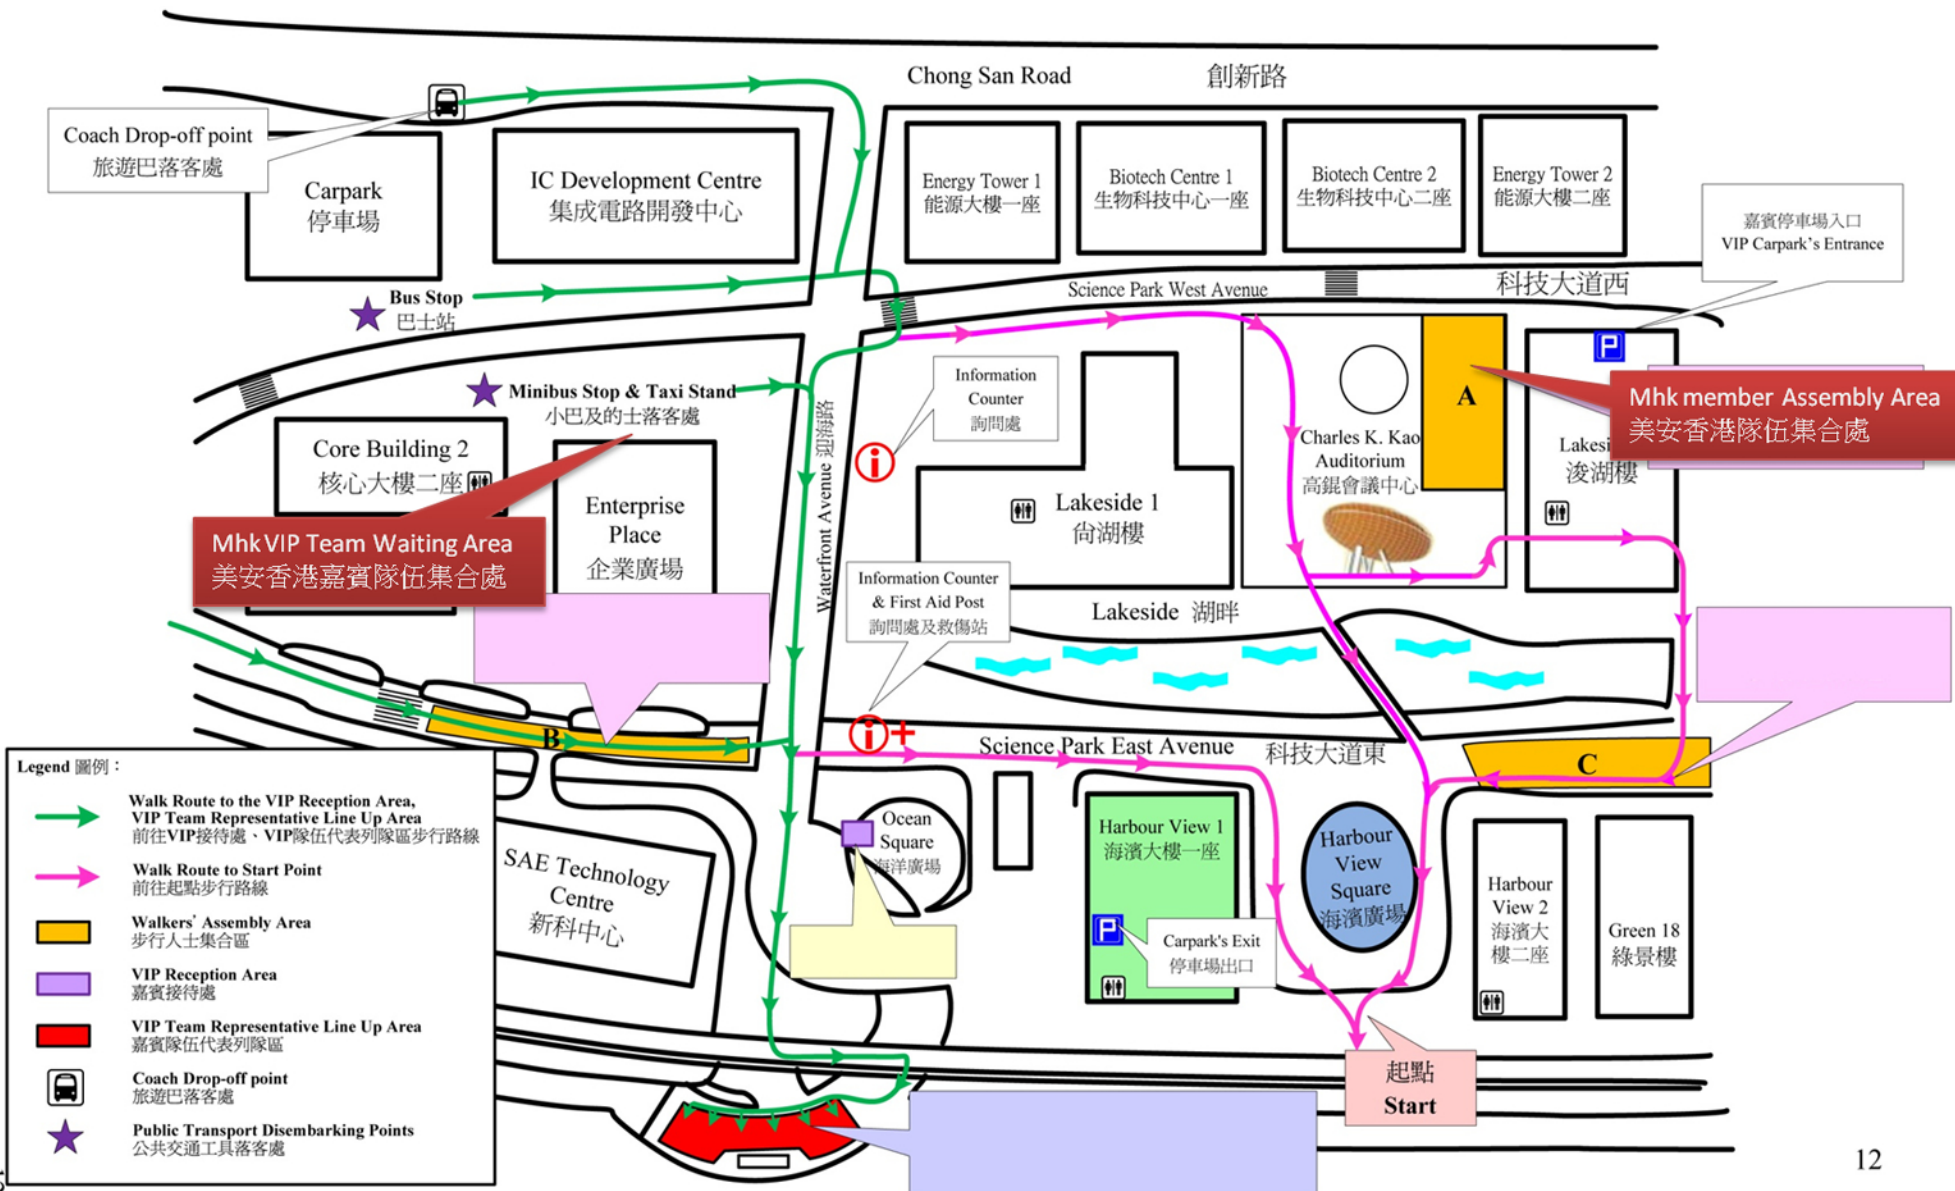 Chong San Road 創新路
Coach Drop-off point
旅遊巴落客處
Carpark
停車場
IC Development Centre
集成電路開發中心
Energy Tower 1
能源大樓一座
Biotech Centre 1
生物科技中心一座
Biotech Centre 2
生物科技中心二座
Energy Tower 2
能源大樓二座
嘉賓停車場入口
VIP Carpark's Entrance
Bus Stop
巴士站
Science Park West Avenue 科技大道西
Minibus Stop & Taxi Stand
小巴及的士落客處
Information
Counter
詢問處
A
P
Mhk member Assembly Area
美安香港隊伍集合處
Core Building 2
核心大樓二座
Enterprise
Place
企業廣場
Waterfront Avenue 迎海路
Charles K. Kao
Auditorium
高錕會議中心
浚湖樓
Lakeside 1
尚湖樓
Mhk VIP Team Waiting Area
美安香港嘉賓隊伍集合處
Information Counter
& First Aid Post
詢問處及救傷站
Lakeside 湖畔
B
Science Park East Avenue 科技大道東
C
Legend 圖例：
Walk Route to the VIP Reception Area,
VIP Team Representative Line Up Area
前往VIP接待處、VIP隊伍代表列隊區步行路線
Walk Route to Start Point
前往起點步行路線
Walkers' Assembly Area
步行人士集合區
VIP Reception Area
嘉賓接待處
VIP Team Representative Line Up Area
嘉賓隊伍代表列隊區
Coach Drop-off point
旅遊巴落客處
Public Transport Disembarking Points
公共交通工具落客處
SAE Technology
Centre
新科中心
Ocean
Square
海洋廣場
Harbour View 1
海濱大樓一座
P
Carpark's Exit
停車場出口
Harbour
View
Square
海濱廣場
Harbour
View 2
海濱大
樓二座
Green 18
綠景樓
起點
Start
12